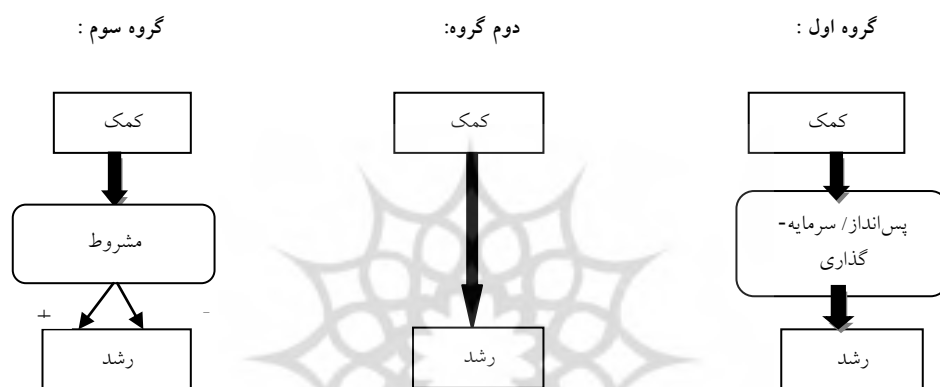 گروه اول :
کمک
پس‌انداز/ سرمایه-
گذاری
رشد
دوم گروه:
کمک
رشد
گروه سوم :
کمک
مشروط
+ -
رشد